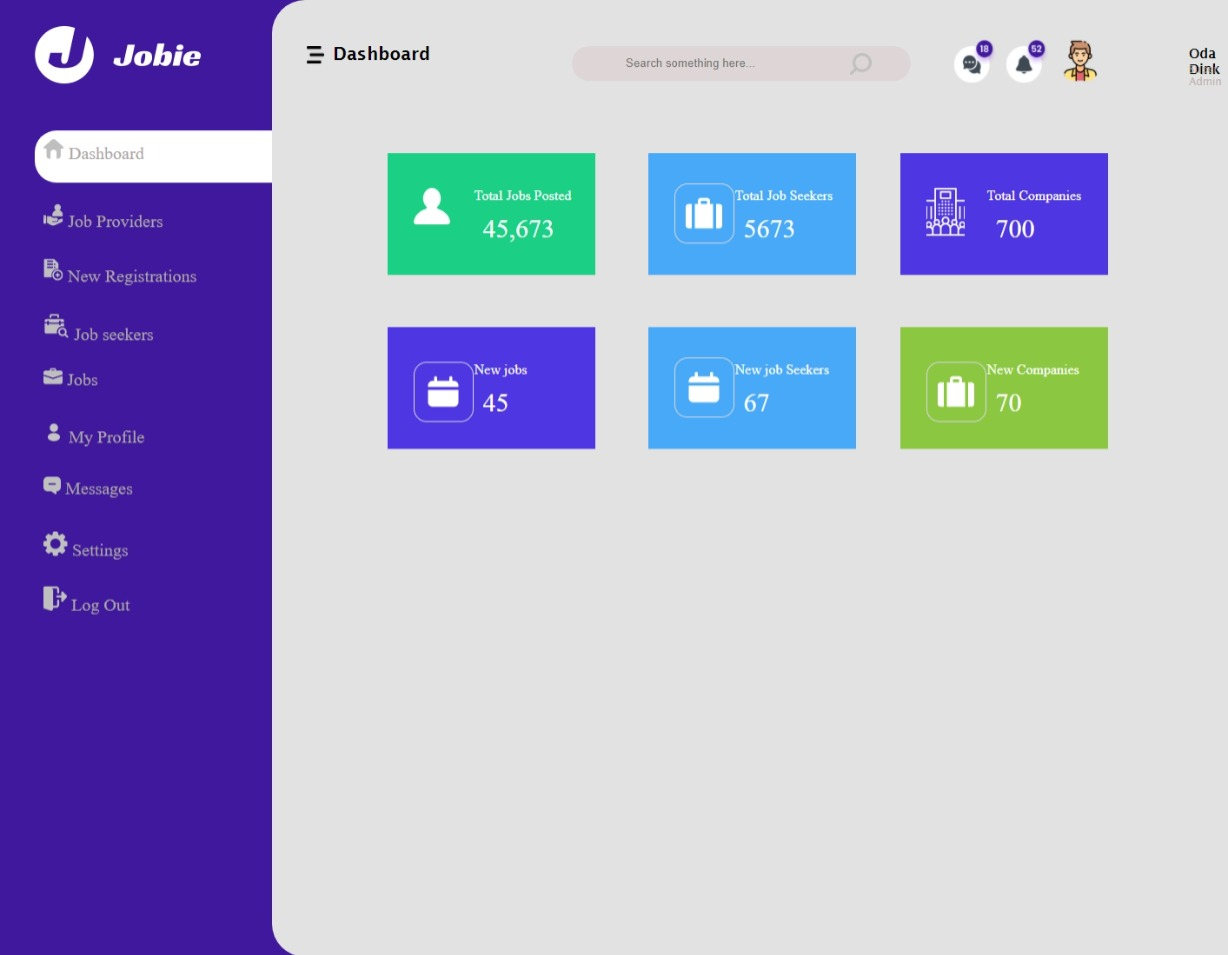 Jobie
Dashboard
Search something here...
18
52
Oda
Dink
Admin
Dashboard
Job Providers
New Registrations
Job seekers
Jobs
My Profile
Messages
Settings
Log Out
Total Jobs Posted
45,673
Total Job Seekers
5673
Total Companies
700
New jobs
45
New job Seekers
67
New Companies
70